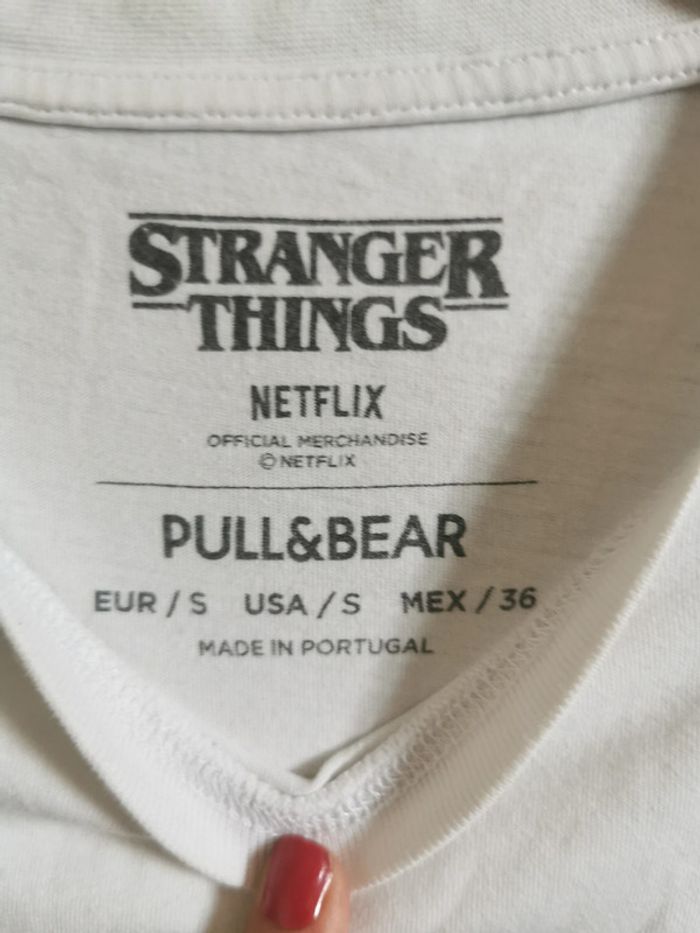 STRANGER
THINGS
NETFLIX
OFFICIAL MERCHANDISE
© NETFLIX
PULL&BEAR
EUR / S USA / S MEX / 36
MADE IN PORTUGAL